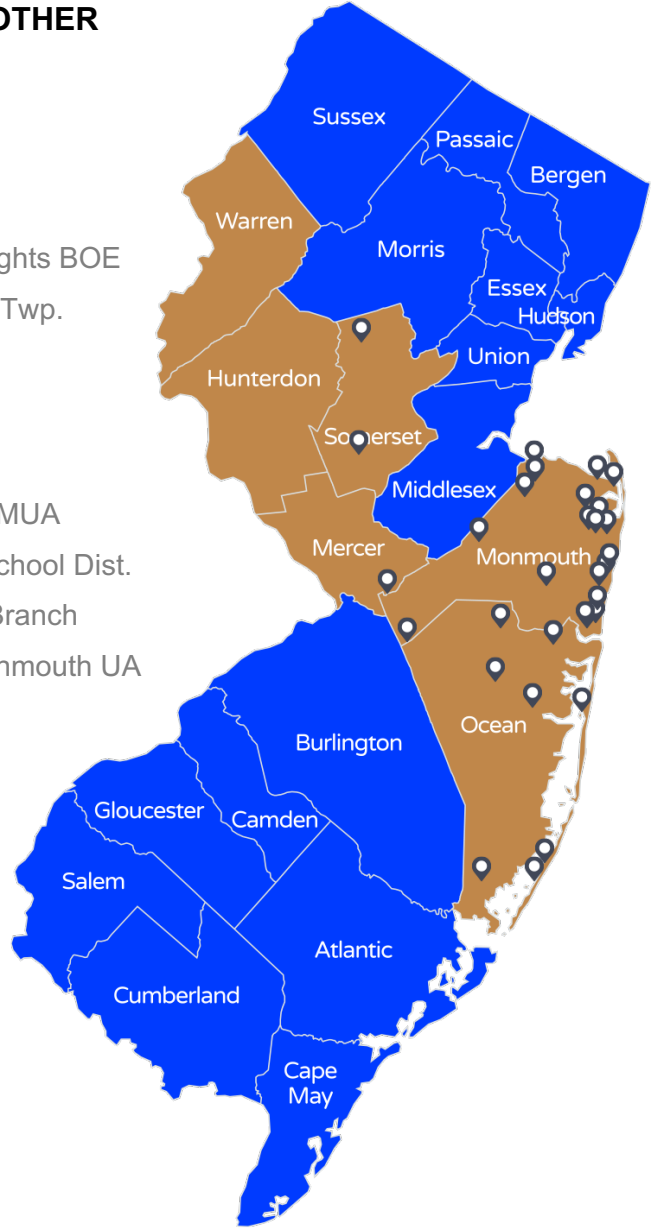 OTHER
ghts BOE
Twp.
MUA
chool Dist.
Branch
nmouth UA
Sussex
Passaic
Bergen
Warren
Morris
Essex
Hudson
Union
Hunterdon
Somerset
Middlesex
Mercer
Monmouth
Ocean
Burlington
Gloucester
Camden
Salem
Atlantic
Cumberland
Cape
May